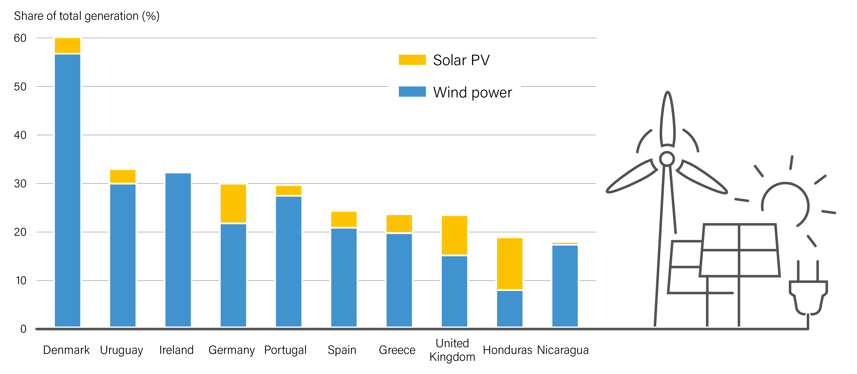 Share of total generation (%)
60
50
40
30
20
10
0
Solar PV
Wind power
Denmark
Uruguay
Ireland
Germany
Portugal
Spain
Greece
United
Kingdom
Honduras
Nicaragua